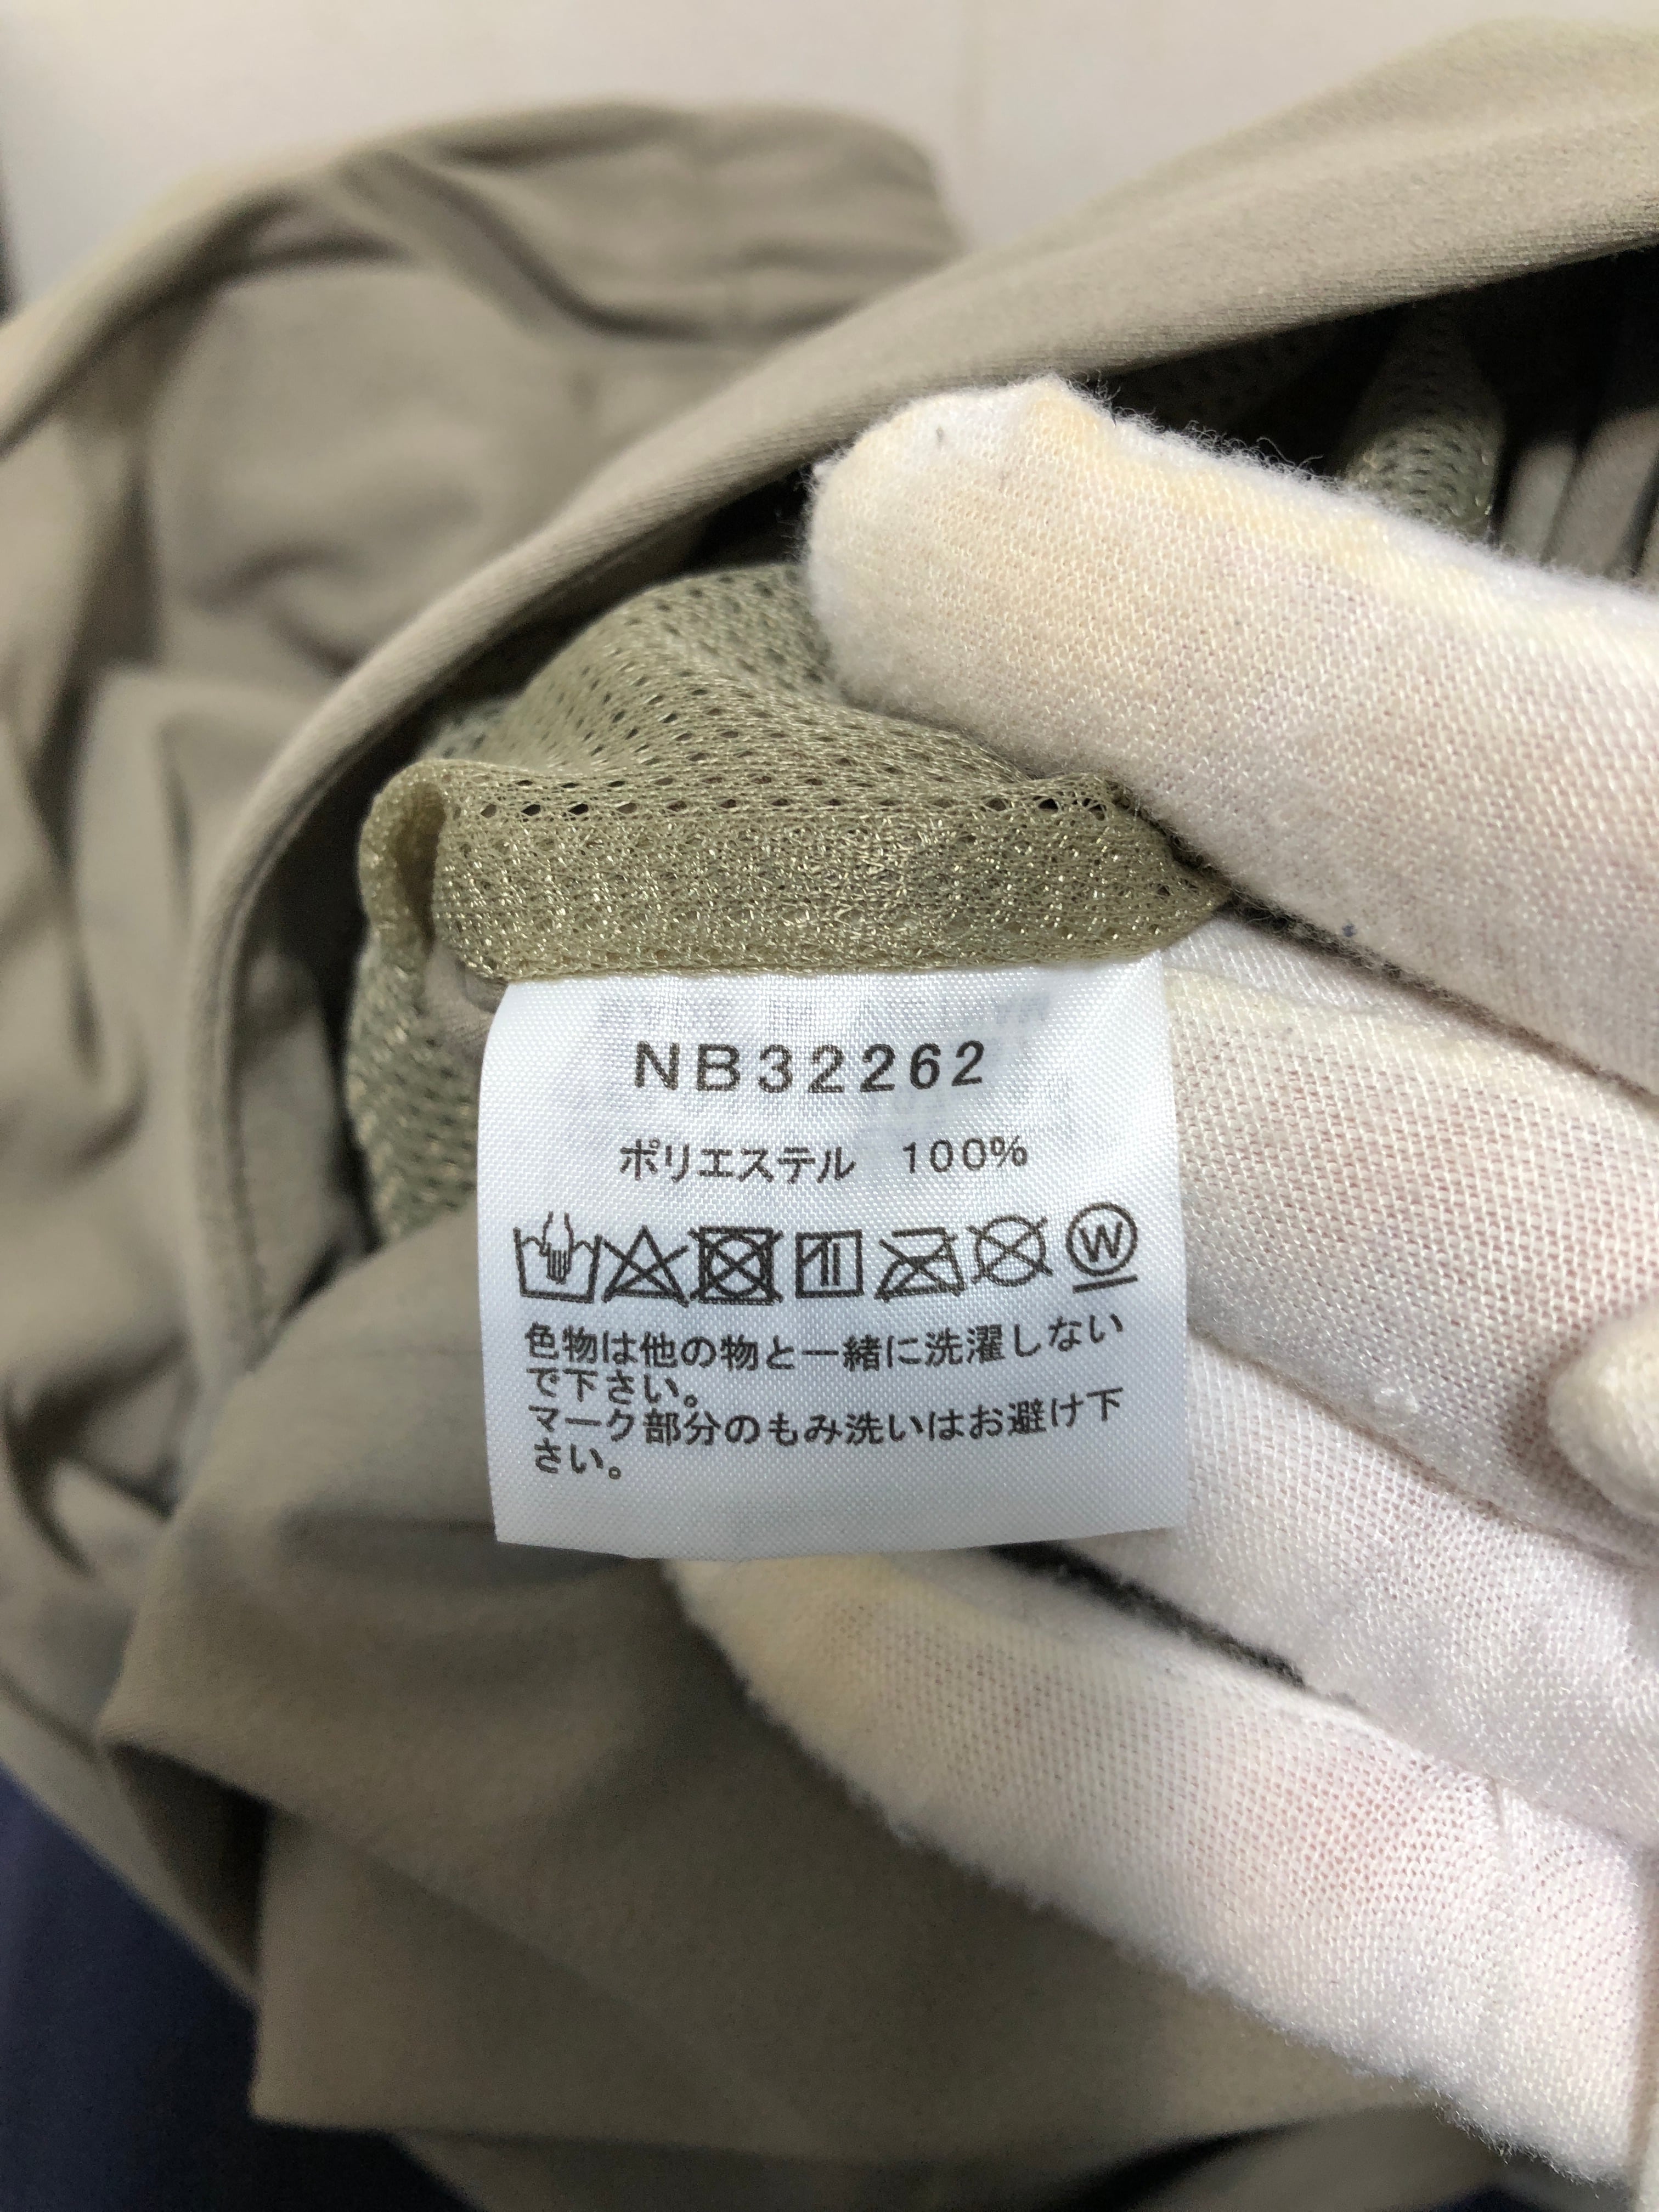 NB32262
ポリエステル 100%
W
色物は他の物と一緒に洗濯しない
で下さい。
マーク部分のもみ洗いはお避け下
さい。